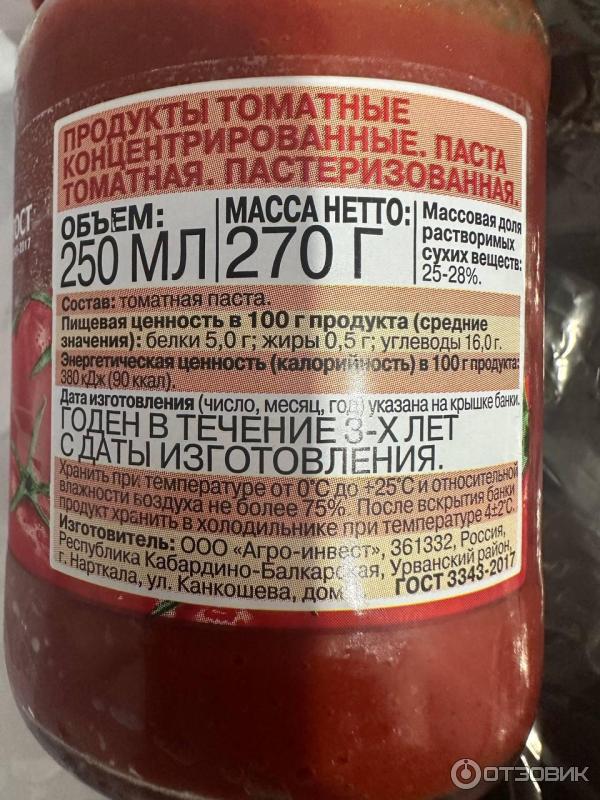 ПРОДУКТЫ ТОМАТНЫЕ
КОНЦЕНТРИРОВАННЫЕ. ПАСТА
ТОМАТНАЯ. ПАСТЕРИЗОВАННАЯ.
ОБЪЕМ:
250 МЛ
МАССА НЕТТО:
270 Г
Массовая доля
растворимых
сухих веществ:
25-28%.
Состав: томатная паста.
Пищевая ценность в 100 г продукта (средние
значения): белки 5,0 г; жиры 0,5 г; углеводы 16,0 г.
Энергетическая ценность (калорийность) в 100 г продукта:
380 кДж (90 ккал).
Дата изготовления (число, месяц, год) указана на крышке банки.
ГОДЕН В ТЕЧЕНИЕ 3-Х ЛЕТ
С ДАТЫ ИЗГОТОВЛЕНИЯ.
Хранить при температуре от 0°С до +25°С и относительной
влажности воздуха не более 75%. После вскрытия банки
продукт хранить в холодильнике при температуре 4±2°С.
Изготовитель: ООО «Агро-инвест», 361332, Россия,
Республика Кабардино-Балкарская, Урванский район,
г. Нарткала, ул. Канкошева, дом
ГОСТ 3343-2017
ОСТ
-2017
ОТЗОВИК